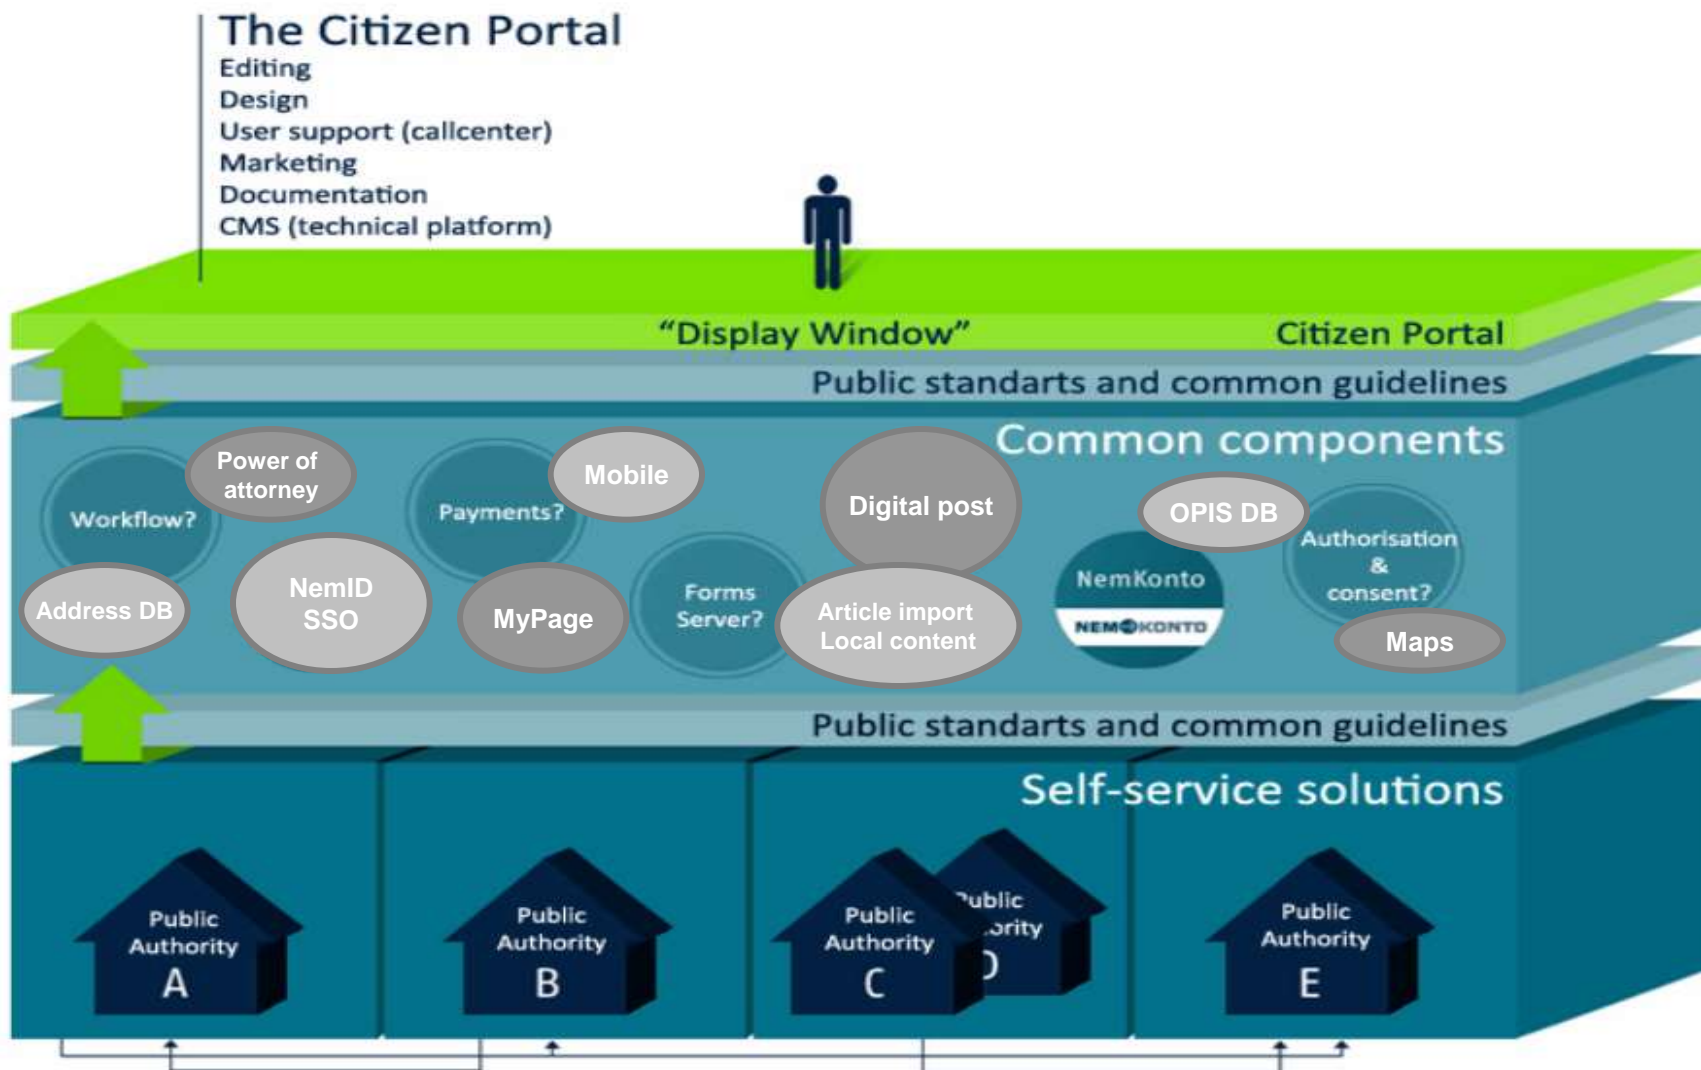 The Citizen Portal
Editing
Design
User support (callcenter)
Marketing
Documentation
CMS (technical platform)
“Display Window”
Citizen Portal
Public standarts and common guidelines
Common components
Workflow?
Power of
attorney
Payments?
Mobile
Digital post
OPIS DB
Authorisation
&
consent?
Address DB
NemID
SSO
MyPage
Forms
Server?
Article import
Local content
NemKonto
NEMKONTO
Maps
Public standarts and common guidelines
Self-service solutions
Public
Authority
A
Public
Authority
B
Public
Authority
C
Public
Authority
E